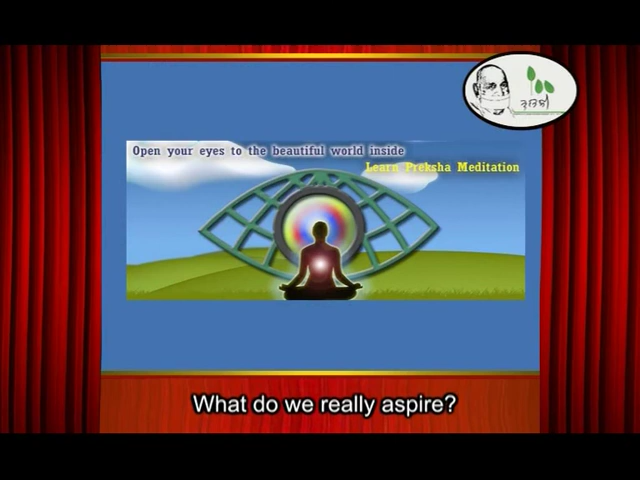 Open your eyes to the beautiful world inside
Learn Preksha Meditation
What do we really aspire?